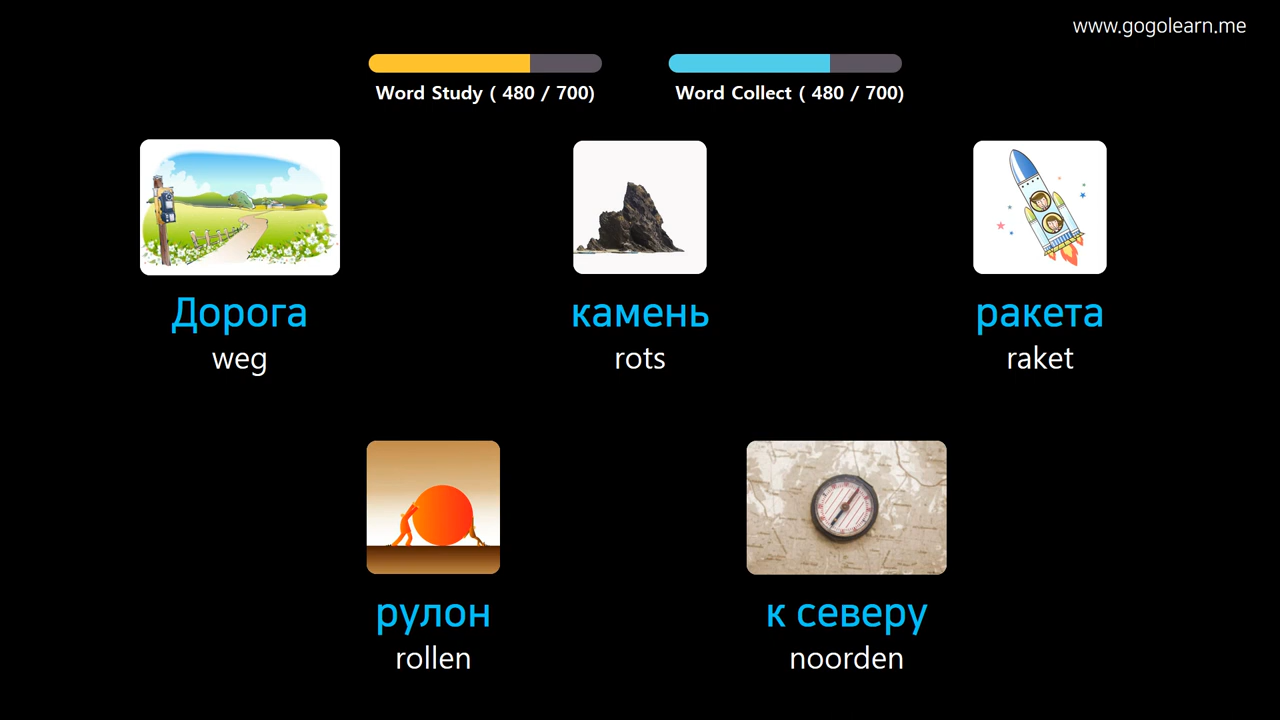 www.gogolearn.me
Word Study ( 480 / 700)
Word Collect ( 480 / 700)
Дорога
weg
камень
rots
ракета
raket
рулон
rollen
к северу
noorden